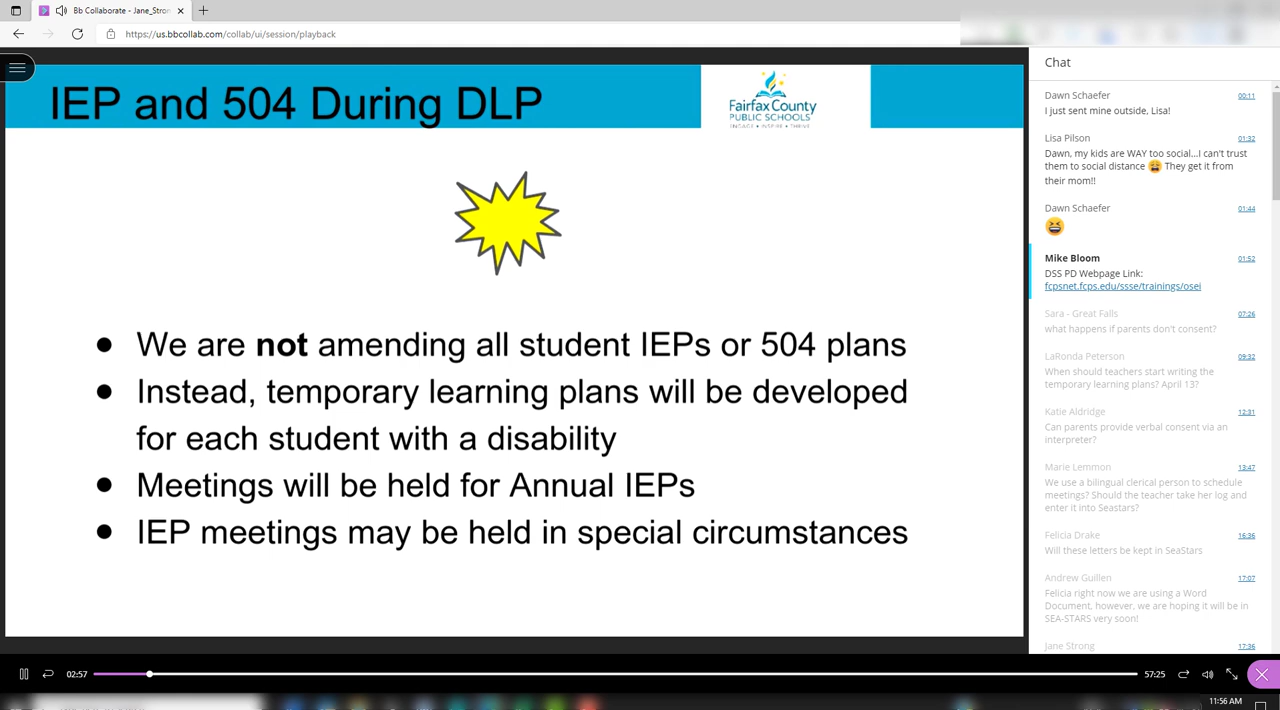 Bb Collaborate - Jane_Stron
https://us.bbcollab.com/collab/ui/session/playback
IEP and 504 During DLP
Fairfax County
PUBLIC SCHOOLS
ENGAGE • INSPIRE • THRIVE
We are not amending all student IEPs or 504 plans
Instead, temporary learning plans will be developed
for each student with a disability
Meetings will be held for Annual IEPs
IEP meetings may be held in special circumstances
Chat
Dawn Schaefer 00:11
I just sent mine outside, Lisa!
Lisa Pilson 01:32
Dawn, my kids are WAY too social...I can't trust
them to social distance 😫 They get it from
their mom!!
Dawn Schaefer 01:44
😆
Mike Bloom 01:52
DSS PD Webpage Link:
fcpsnet.fcps.edu/ssse/trainings/osei
Sara - Great Falls 07:26
what happens if parents don't consent?
LaRonda Peterson 09:32
When should teachers start writing the
temporary learning plans? April 13?
Katie Aldridge 12:31
Can parents provide verbal consent via an
interpreter?
Marie Lemmon 13:47
We use a bilingual clerical person to schedule
meetings? Should the teacher take her log and
enter it into Seastars?
Felicia Drake 16:36
Will these letters be kept in SeaStars
Andrew Guillen 17:07
Felicia right now we are using a Word
Document, however, we are hoping it will be in
SEA-STARS very soon!
Jane Strong 17:36
02:57
57:25
11:56 AM